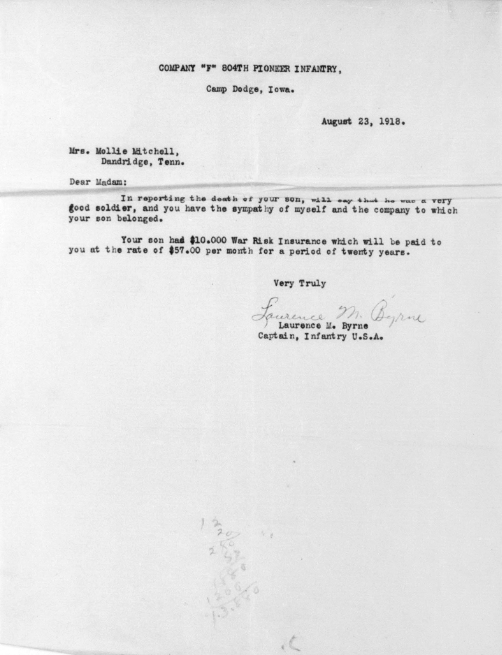 COMPANY "F" 804TH PIONEER INFANTRY,
Camp Dodge, Iowa.
August 23, 1918.
Mrs. Mollie Mitchell,
Dandridge, Tenn.
Dear Madam:
In reporting the death of your son, will say that he was a very
good soldier, and you have the sympathy of myself and the company to which
your son belonged.
Your son had $10.000 War Risk Insurance which will be paid to
you at the rate of $57.00 per month for a period of twenty years.
Very Truly
Laurence M. Byrne
Laurence M. Byrne
Captain, Infantry U.S.A.